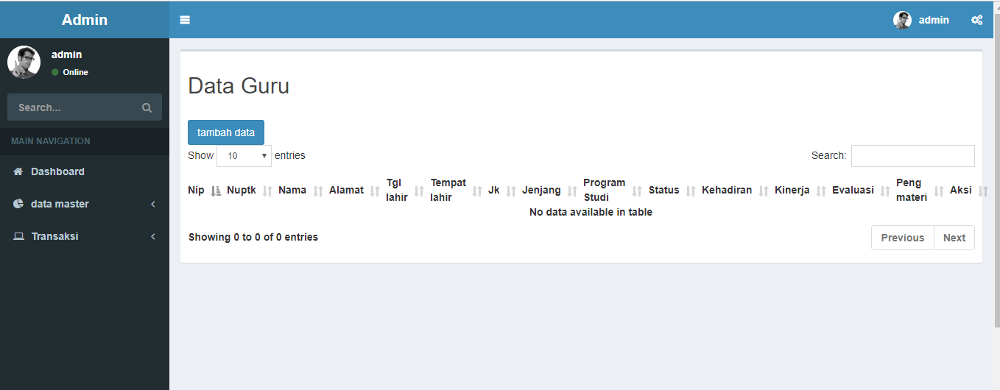 Admin
admin
admin
Online
Search...
MAIN NAVIGATION
Dashboard
data master
Transaksi
Data Guru
tambah data
Show 10 entries
Search:
Nip Nuptk Nama Alamat Tgl lahir Tempat lahir Jk Jenjang Program Studi Status Kehadiran Kinerja Evaluasi Peng materi Aksi
No data available in table
Showing 0 to 0 of 0 entries
Previous Next